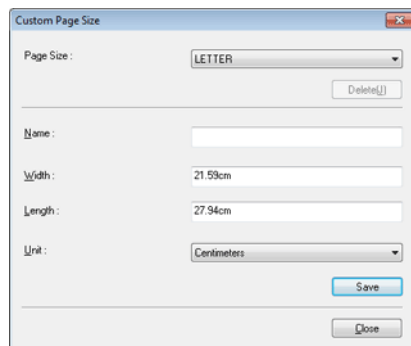 Custom Page Size
Page Size :
LETTER
Delete(J)
Name :
Width :
21.59cm
Length :
27.94cm
Unit :
Centimeters
Save
Close